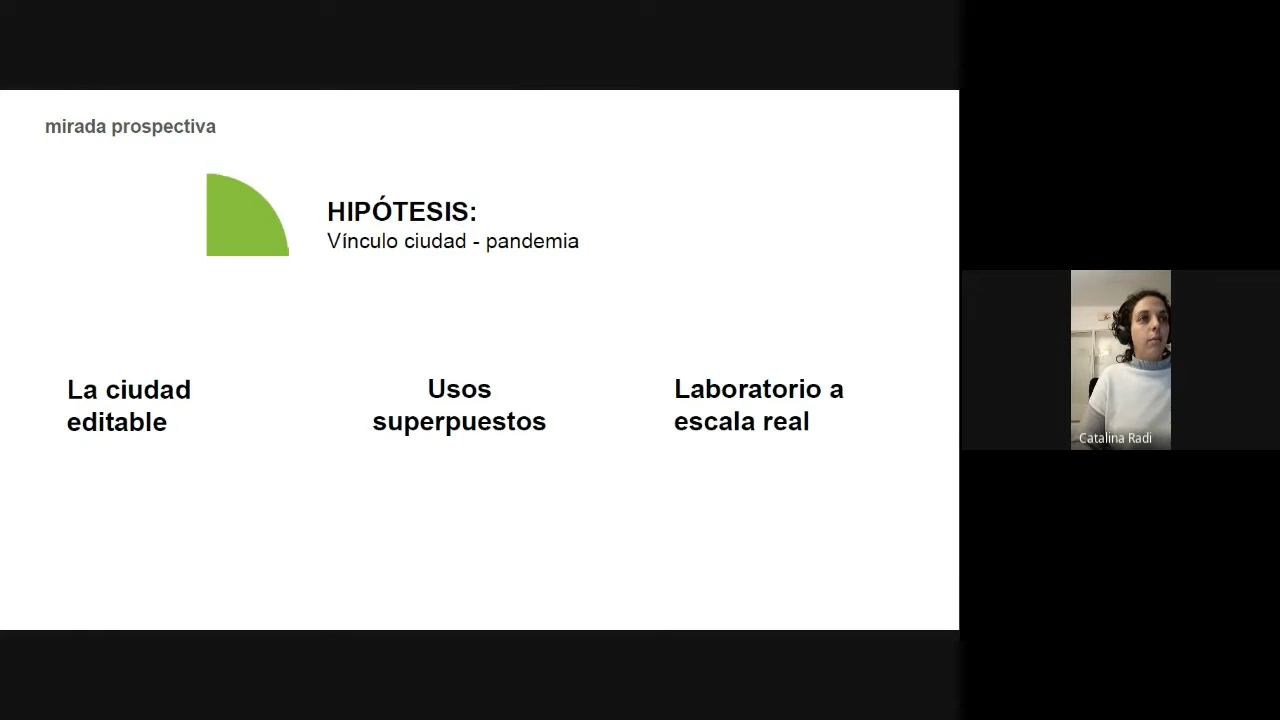 mirada prospectiva
HIPÓTESIS:
Vínculo ciudad - pandemia
La ciudad
editable
Usos
superpuestos
Laboratorio a
escala real
Catalina Radi